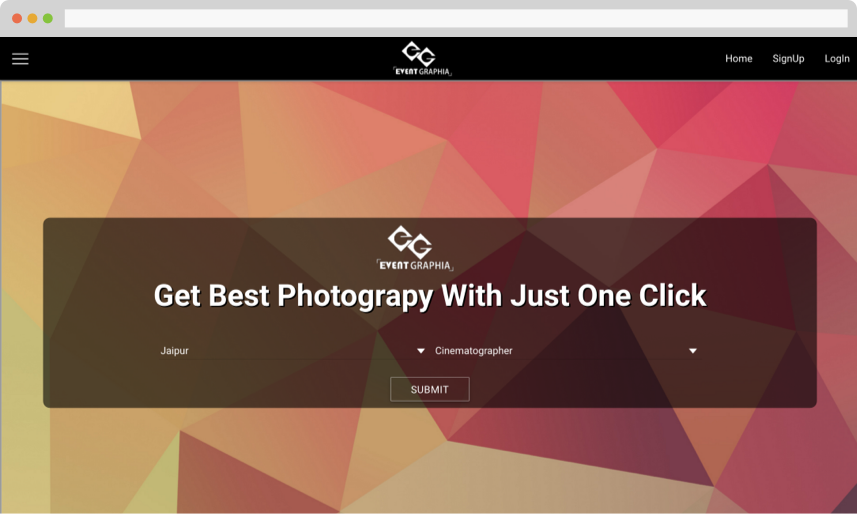 EVENT GRAPHIA
Home SignUp LogIn
EVENT GRAPHIA
Get Best Photograpy With Just One Click
Jaipur Cinematographer
SUBMIT